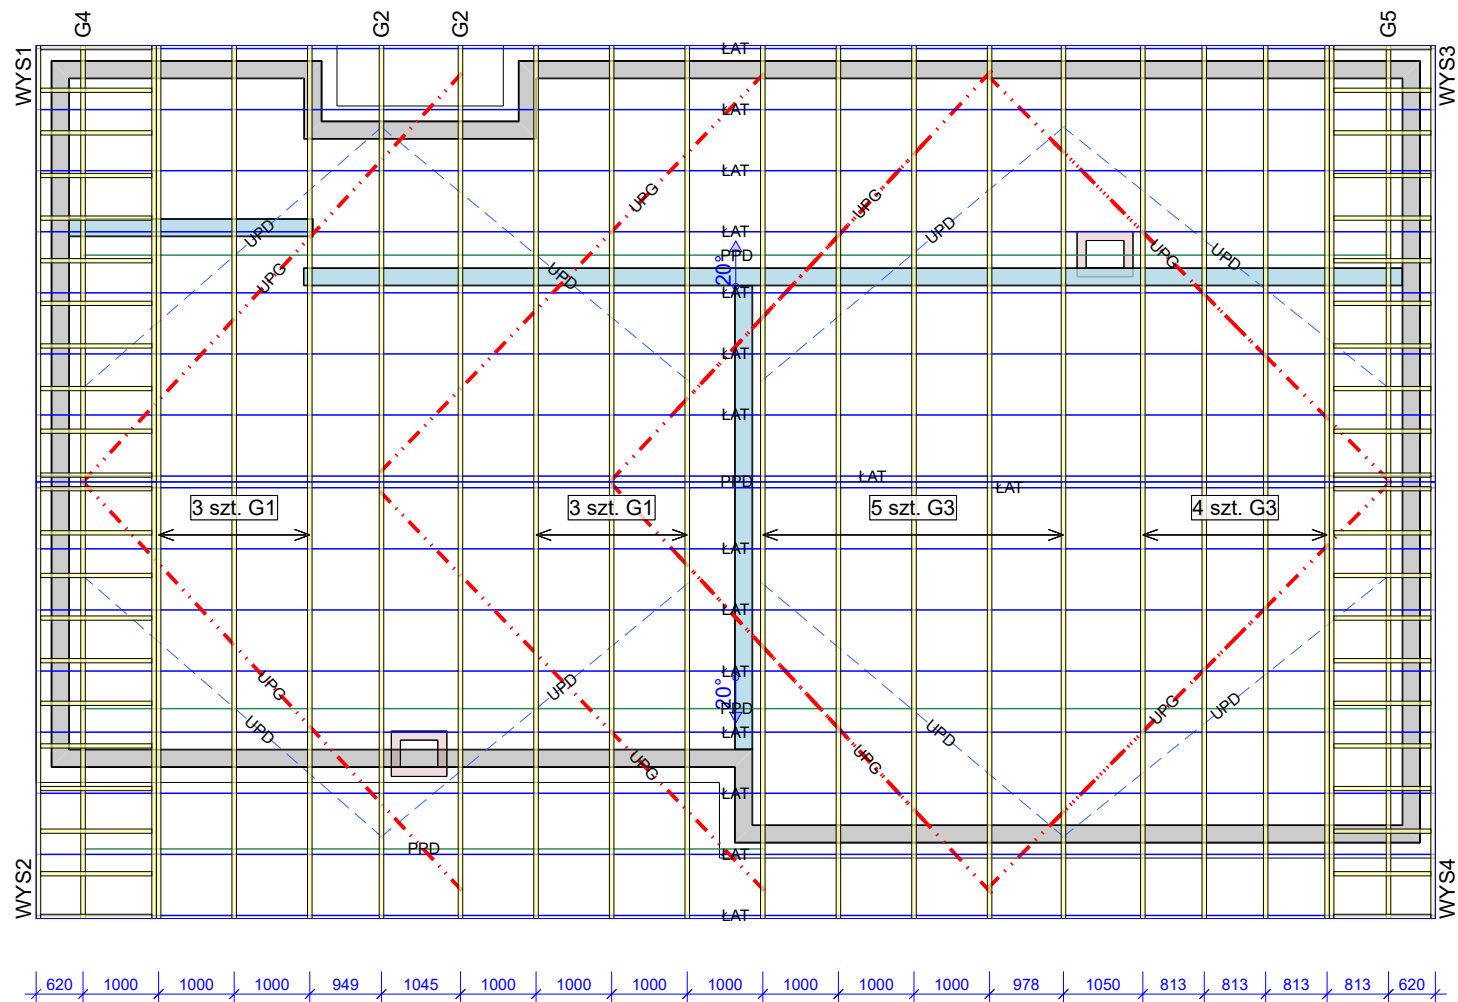 G4
G2
G2
G5
WYS1
WYS3
ŁAT
ŁAT
ŁAT
ŁAT
UPG
UPG
UPD
UPD
PPD
UPG
UPD
UPG
UPD
20°
ŁAT
ŁAT
ŁAT
PPD
ŁAT
ŁAT
3 szt. G1
3 szt. G1
5 szt. G3
4 szt. G3
ŁAT
ŁAT
ŁAT
UPG
UPD
UPD
20°
PPD
UPG
UPD
UPD
ŁAT
UPG
UPG
ŁAT
PPD
ŁAT
WYS2
WYS4
ŁAT
620 1000 1000 1000 949 1045 1000 1000 1000 1000 1000 1000 1000 978 1050 813 813 813 813 620